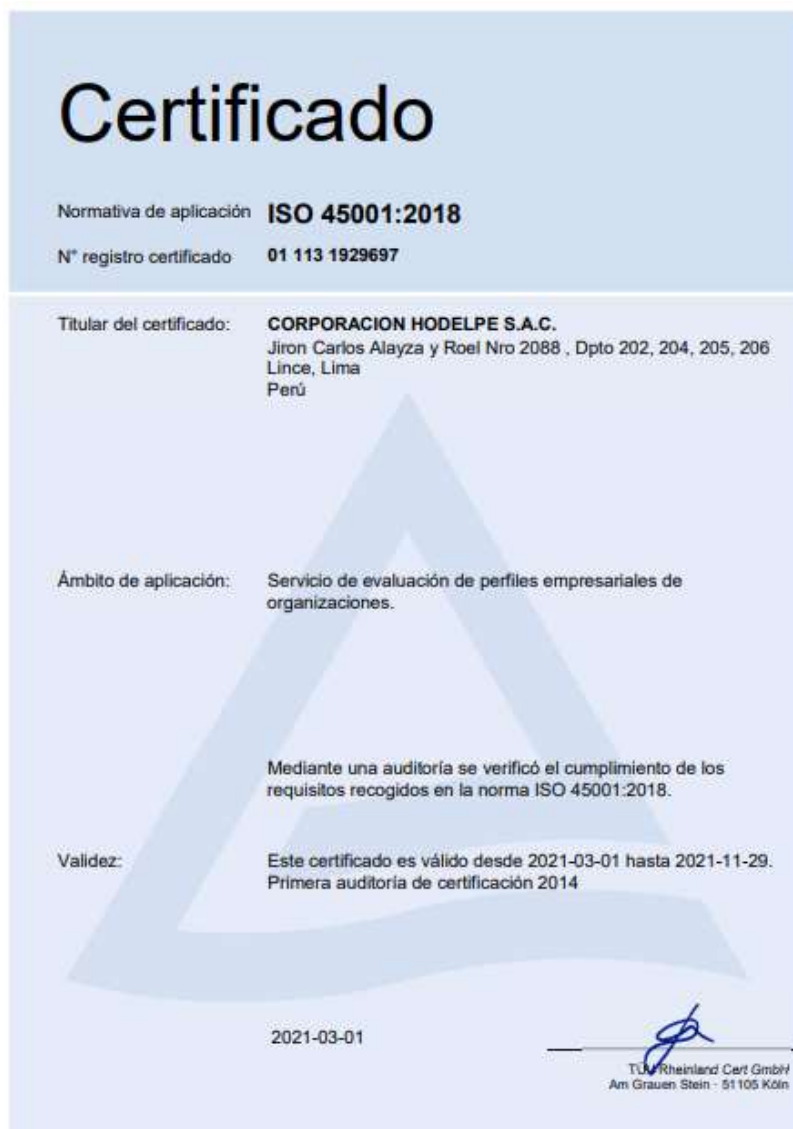 Certificado
Normativa de aplicación ISO 45001:2018
N° registro certificado 01 113 1929697
Titular del certificado: CORPORACION HODELPE S.A.C.
Jiron Carlos Alayza y Roel Nro 2088 , Dpto 202, 204, 205, 206
Lince, Lima
Perú
Ámbito de aplicación: Servicio de evaluación de perfiles empresariales de
organizaciones.
Mediante una auditoría se verificó el cumplimiento de los
requisitos recogidos en la norma ISO 45001:2018.
Validez: Este certificado es válido desde 2021-03-01 hasta 2021-11-29.
Primera auditoría de certificación 2014
2021-03-01
TÜV Rheinland Cert GmbH
Am Grauen Stein · 51105 Köln